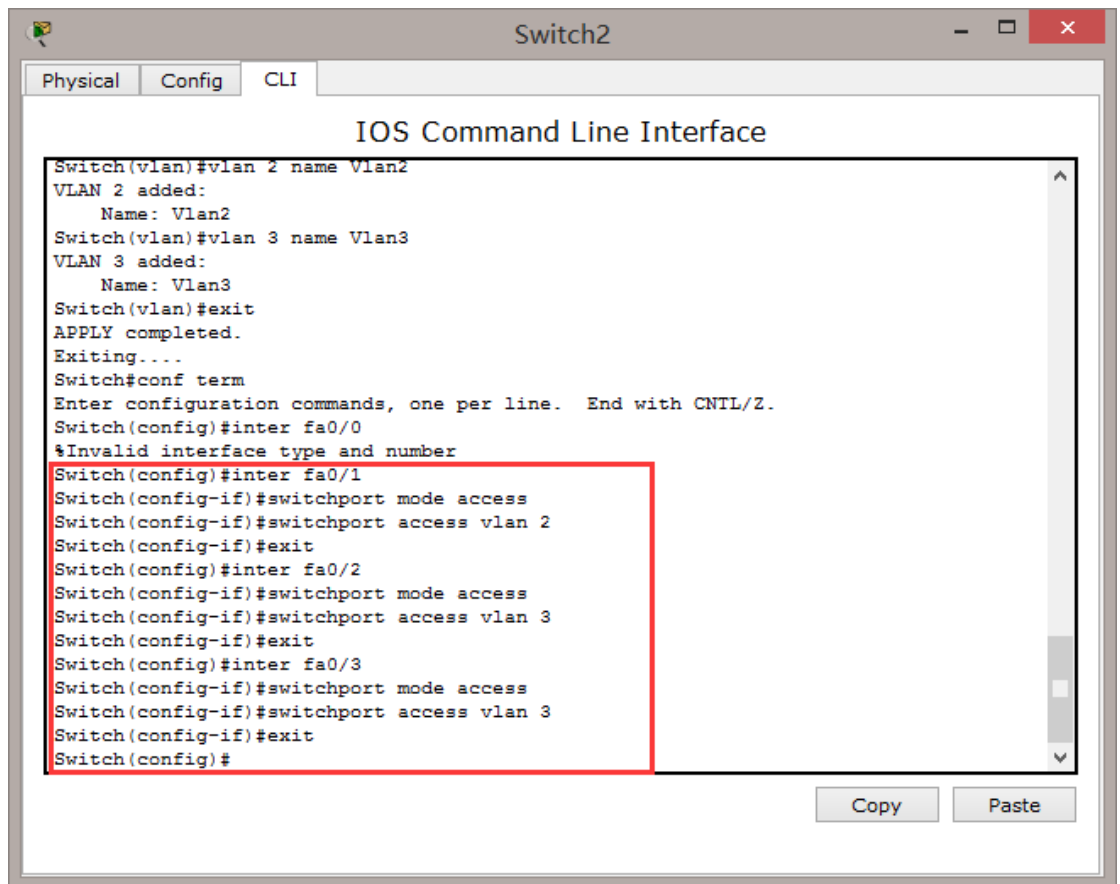 Switch2
Physical Config CLI
IOS Command Line Interface
Switch(vlan)#vlan 2 name Vlan2
VLAN 2 added:
    Name: Vlan2
Switch(vlan)#vlan 3 name Vlan3
VLAN 3 added:
    Name: Vlan3
Switch(vlan)#exit
APPLY completed.
Exiting....
Switch#conf term
Enter configuration commands, one per line.  End with CNTL/Z.
Switch(config)#inter fa0/0
%Invalid interface type and number
Switch(config)#inter fa0/1
Switch(config-if)#switchport mode access
Switch(config-if)#switchport access vlan 2
Switch(config-if)#exit
Switch(config)#inter fa0/2
Switch(config-if)#switchport mode access
Switch(config-if)#switchport access vlan 3
Switch(config-if)#exit
Switch(config)#inter fa0/3
Switch(config-if)#switchport mode access
Switch(config-if)#switchport access vlan 3
Switch(config-if)#exit
Switch(config)#
Copy Paste